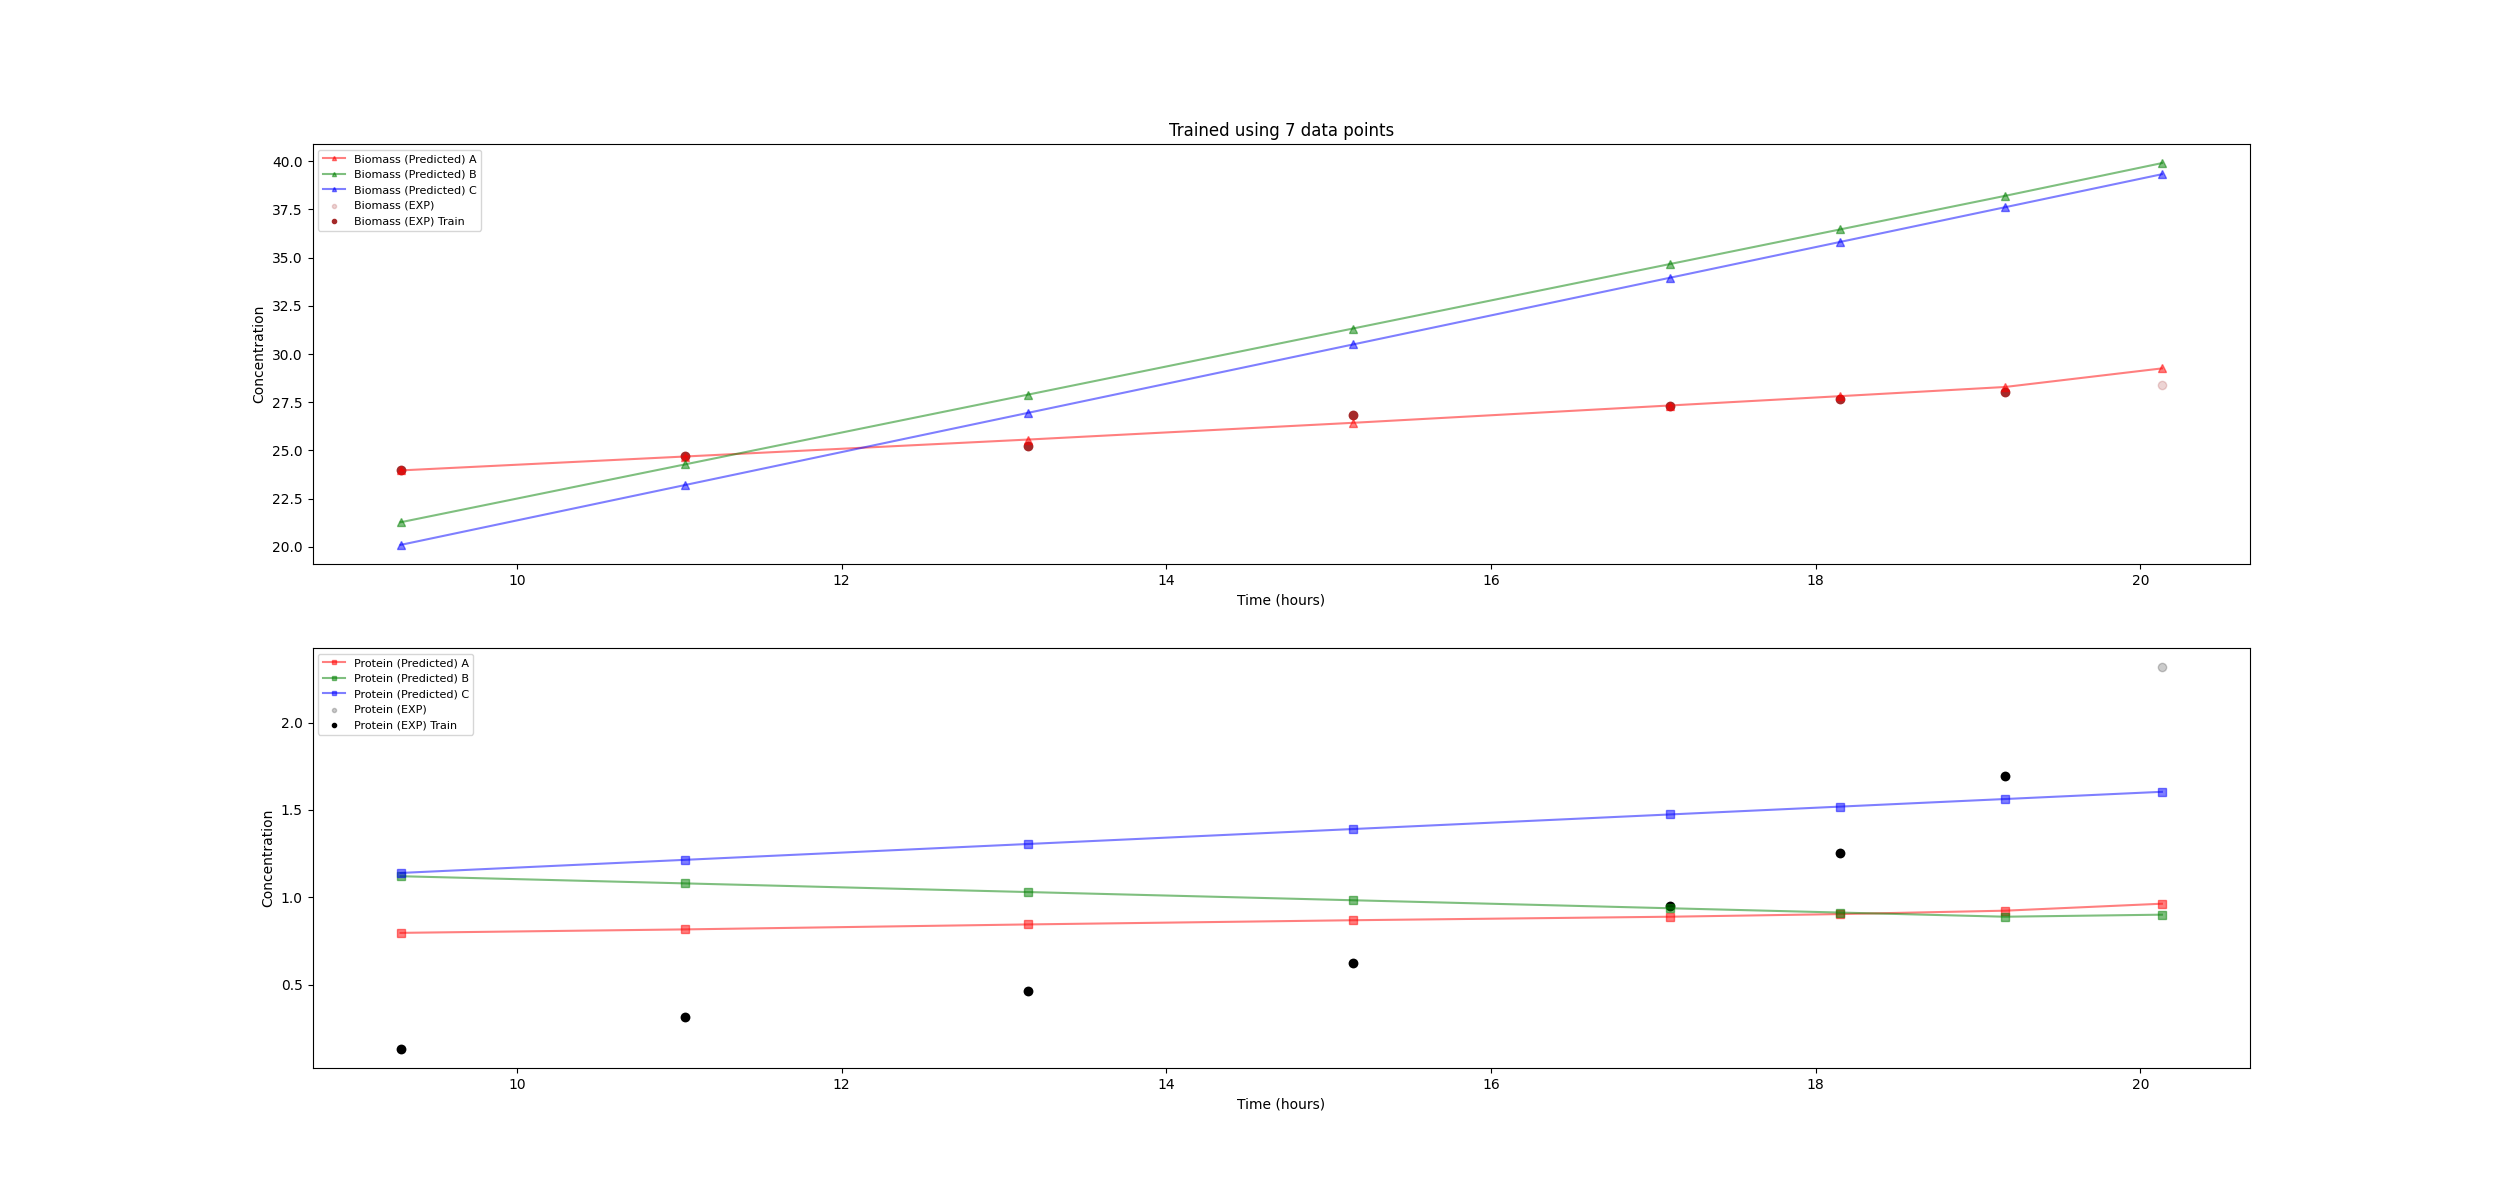 Trained using 7 data points
Biomass (Predicted) A
Biomass (Predicted) B
Biomass (Predicted) C
Biomass (EXP)
Biomass (EXP) Train
40.0
37.5
35.0
32.5
30.0
27.5
25.0
22.5
20.0
Concentration
10 12 14 16 18 20
Time (hours)
Protein (Predicted) A
Protein (Predicted) B
Protein (Predicted) C
Protein (EXP)
Protein (EXP) Train
2.0
1.5
1.0
0.5
Concentration
10 12 14 16 18 20
Time (hours)